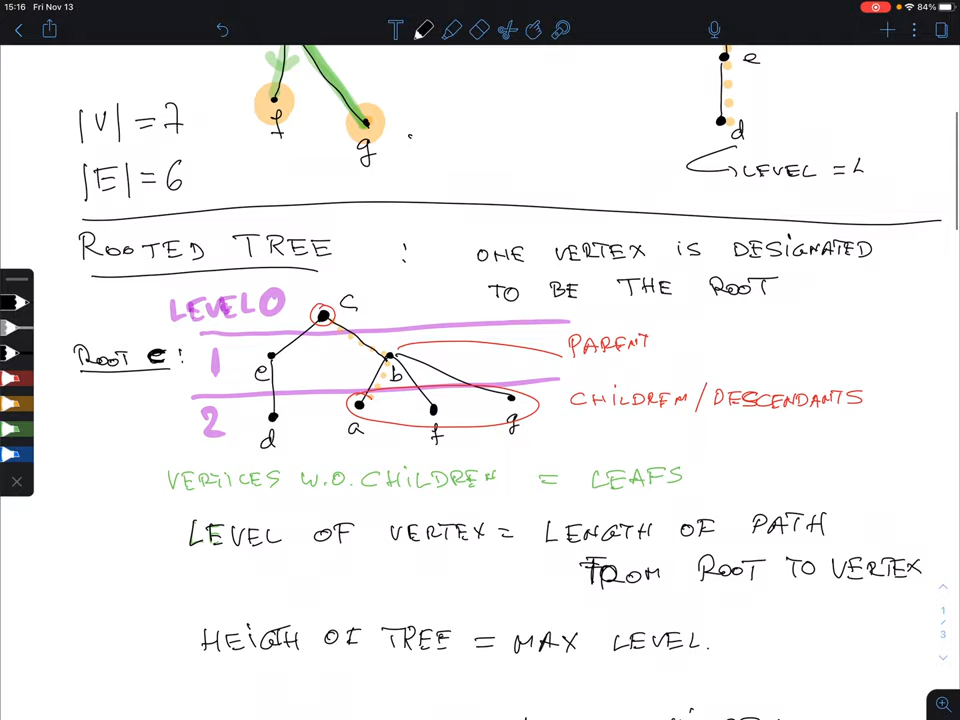 15:16 Fri Nov 13
84%
e
f
d
|V| = 7
g
|E| = 6
LEVEL = 4
ROOTED TREE : ONE VERTEX IS DESIGNATED
TO BE THE ROOT
LEVEL 0
c
ROOT C :
1
e
b
PARENT
2
d
a
f
g
CHILDREN/DESCENDANTS
VERTICES W.O. CHILDREN = LEAFS
LEVEL OF VERTEX = LENGTH OF PATH
FROM ROOT TO VERTEX
HEIGTH OF TREE = MAX LEVEL.
1
/
3